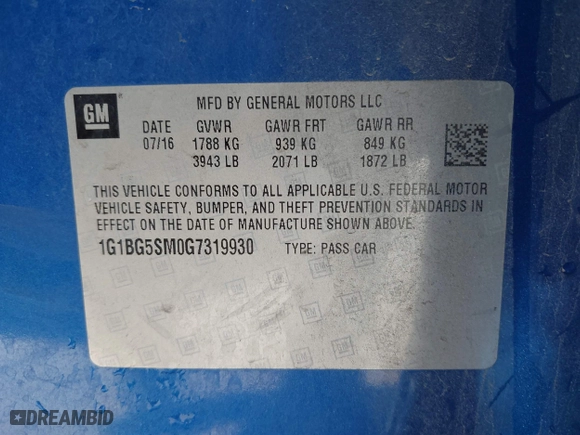 GM
MFD BY GENERAL MOTORS LLC
DATE GVWR GAWR FRT GAWR RR
07/16 1788 KG 939 KG 849 KG
3943 LB 2071 LB 1872 LB
THIS VEHICLE CONFORMS TO ALL APPLICABLE U.S. FEDERAL MOTOR
VEHICLE SAFETY, BUMPER, AND THEFT PREVENTION STANDARDS IN
EFFECT ON THE DATE OF MANUFACTURE SHOWN ABOVE.
1G1BG5SM0G7319930 TYPE: PASS CAR
DREAMBID